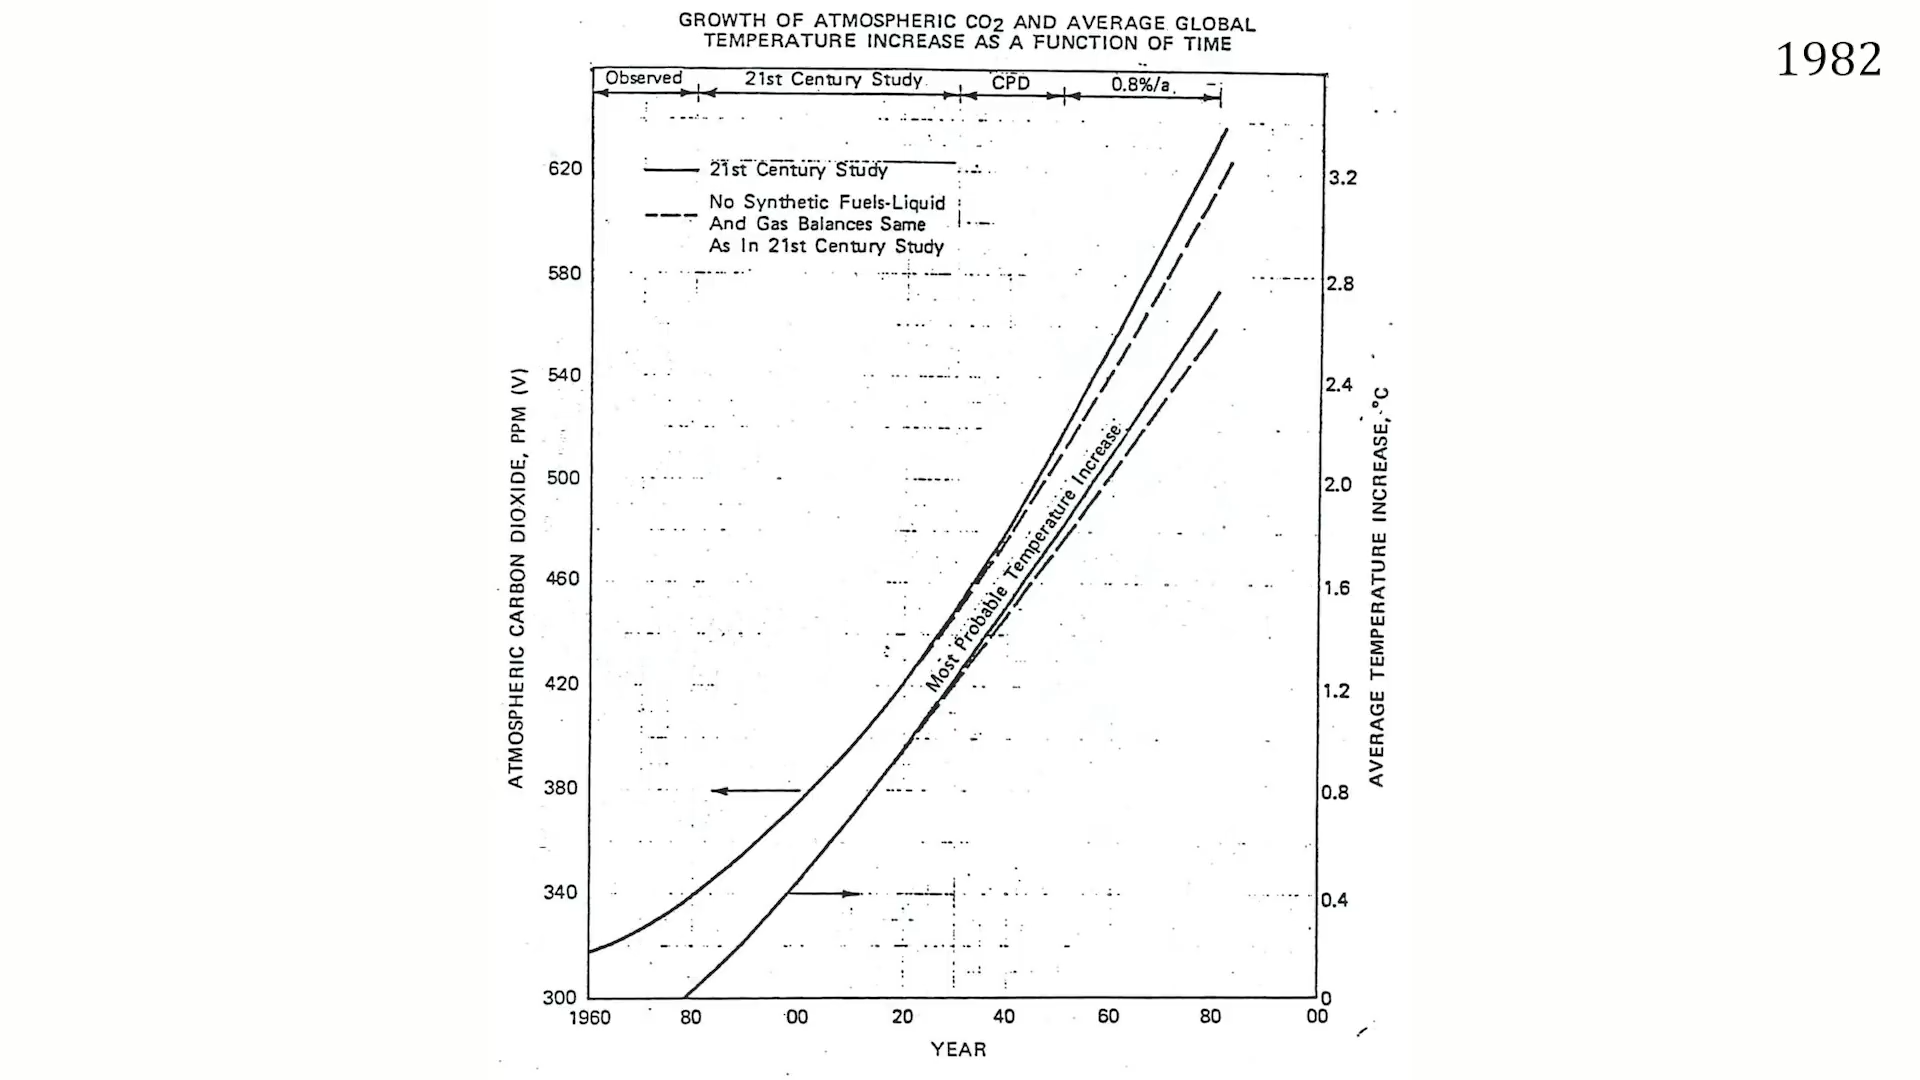 GROWTH OF ATMOSPHERIC CO2 AND AVERAGE GLOBAL
TEMPERATURE INCREASE AS A FUNCTION OF TIME
1982
Observed
21st Century Study
CPD
0.8%/a
21st Century Study
No Synthetic Fuels-Liquid
And Gas Balances Same
As In 21st Century Study
ATMOSPHERIC CARBON DIOXIDE, PPM (V)
620
580
540
500
460
420
380
340
300
Most Probable Temperature Increase
3.2
2.8
2.4
2.0
1.6
1.2
0.8
0.4
0
AVERAGE TEMPERATURE INCREASE, °C
1960
80
00
20
40
60
80
00
YEAR